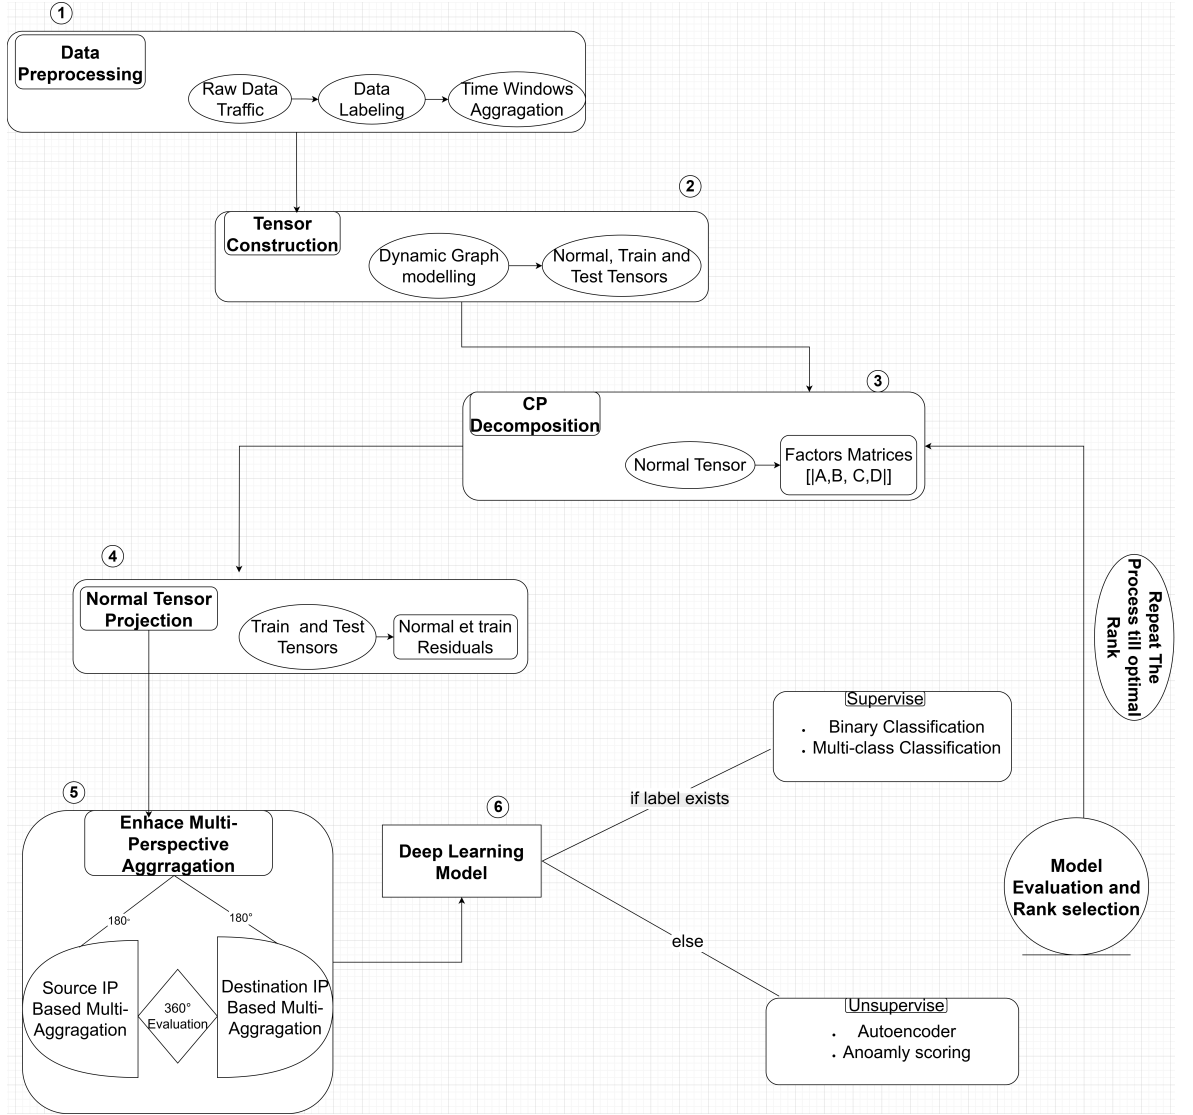 1
Data
Preprocessing
Raw Data
Traffic
Data
Labeling
Time Windows
Aggragation
2
Tensor
Construction
Dynamic Graph
modelling
Normal, Train and
Test Tensors
3
CP
Decomposition
Normal Tensor
Factors Matrices
[|A,B, C,D|]
4
Normal Tensor
Projection
Train and Test
Tensors
Normal et train
Residuals
Repeat The
Process till optimal
Rank
5
Enhace Multi-
Perspective
Aggrragation
180°
180°
Source IP
Based Multi-
Aggragation
360°
Evaluation
Destination IP
Based Multi-
Aggragation
6
Deep Learning
Model
if label exists
else
Supervise
• Binary Classification
• Multi-class Classification
Unsupervise
• Autoencoder
• Anoamly scoring
Model
Evaluation and
Rank selection